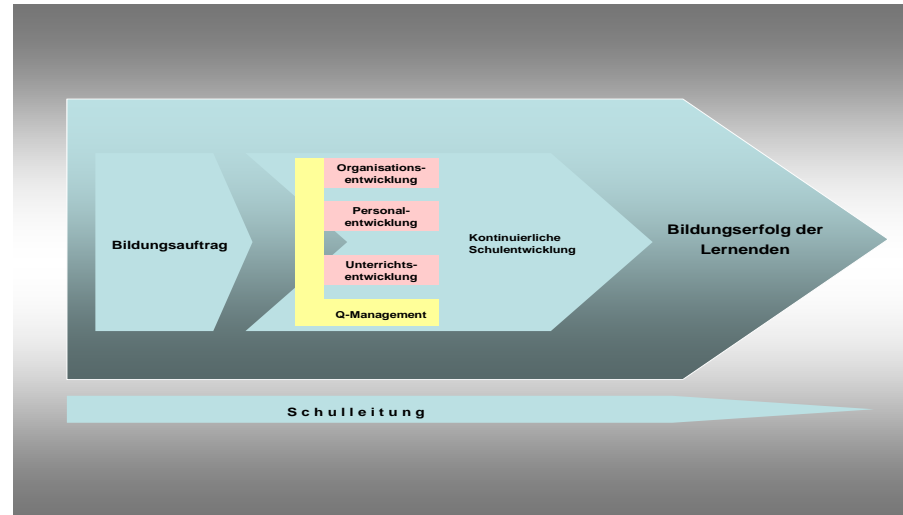 Bildungsauftrag
Organisations-
entwicklung
Personal-
entwicklung
Unterrichts-
entwicklung
Q-Management
Kontinuierliche
Schulentwicklung
Bildungserfolg der
Lernenden
Schulleitung